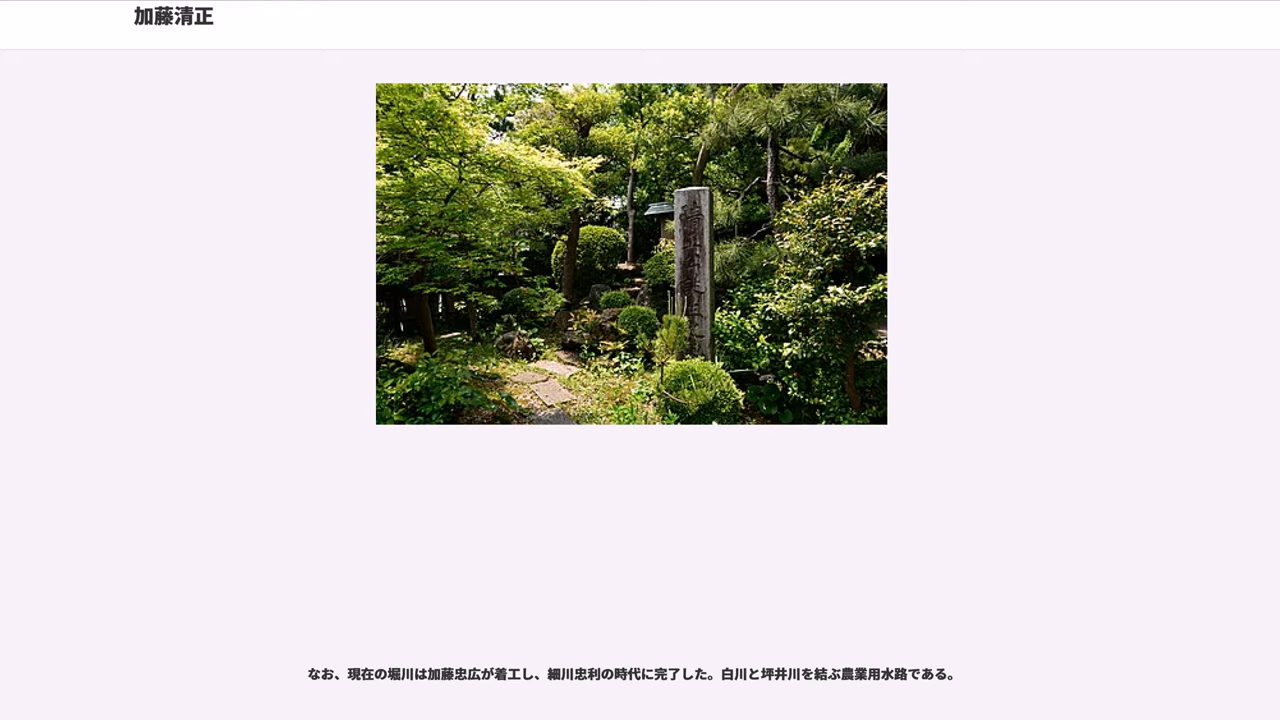 加藤清正
なお、現在の堀川は加藤忠広が着工し、細川忠利の時代に完了した。白川と坪井川を結ぶ農業用水路である。